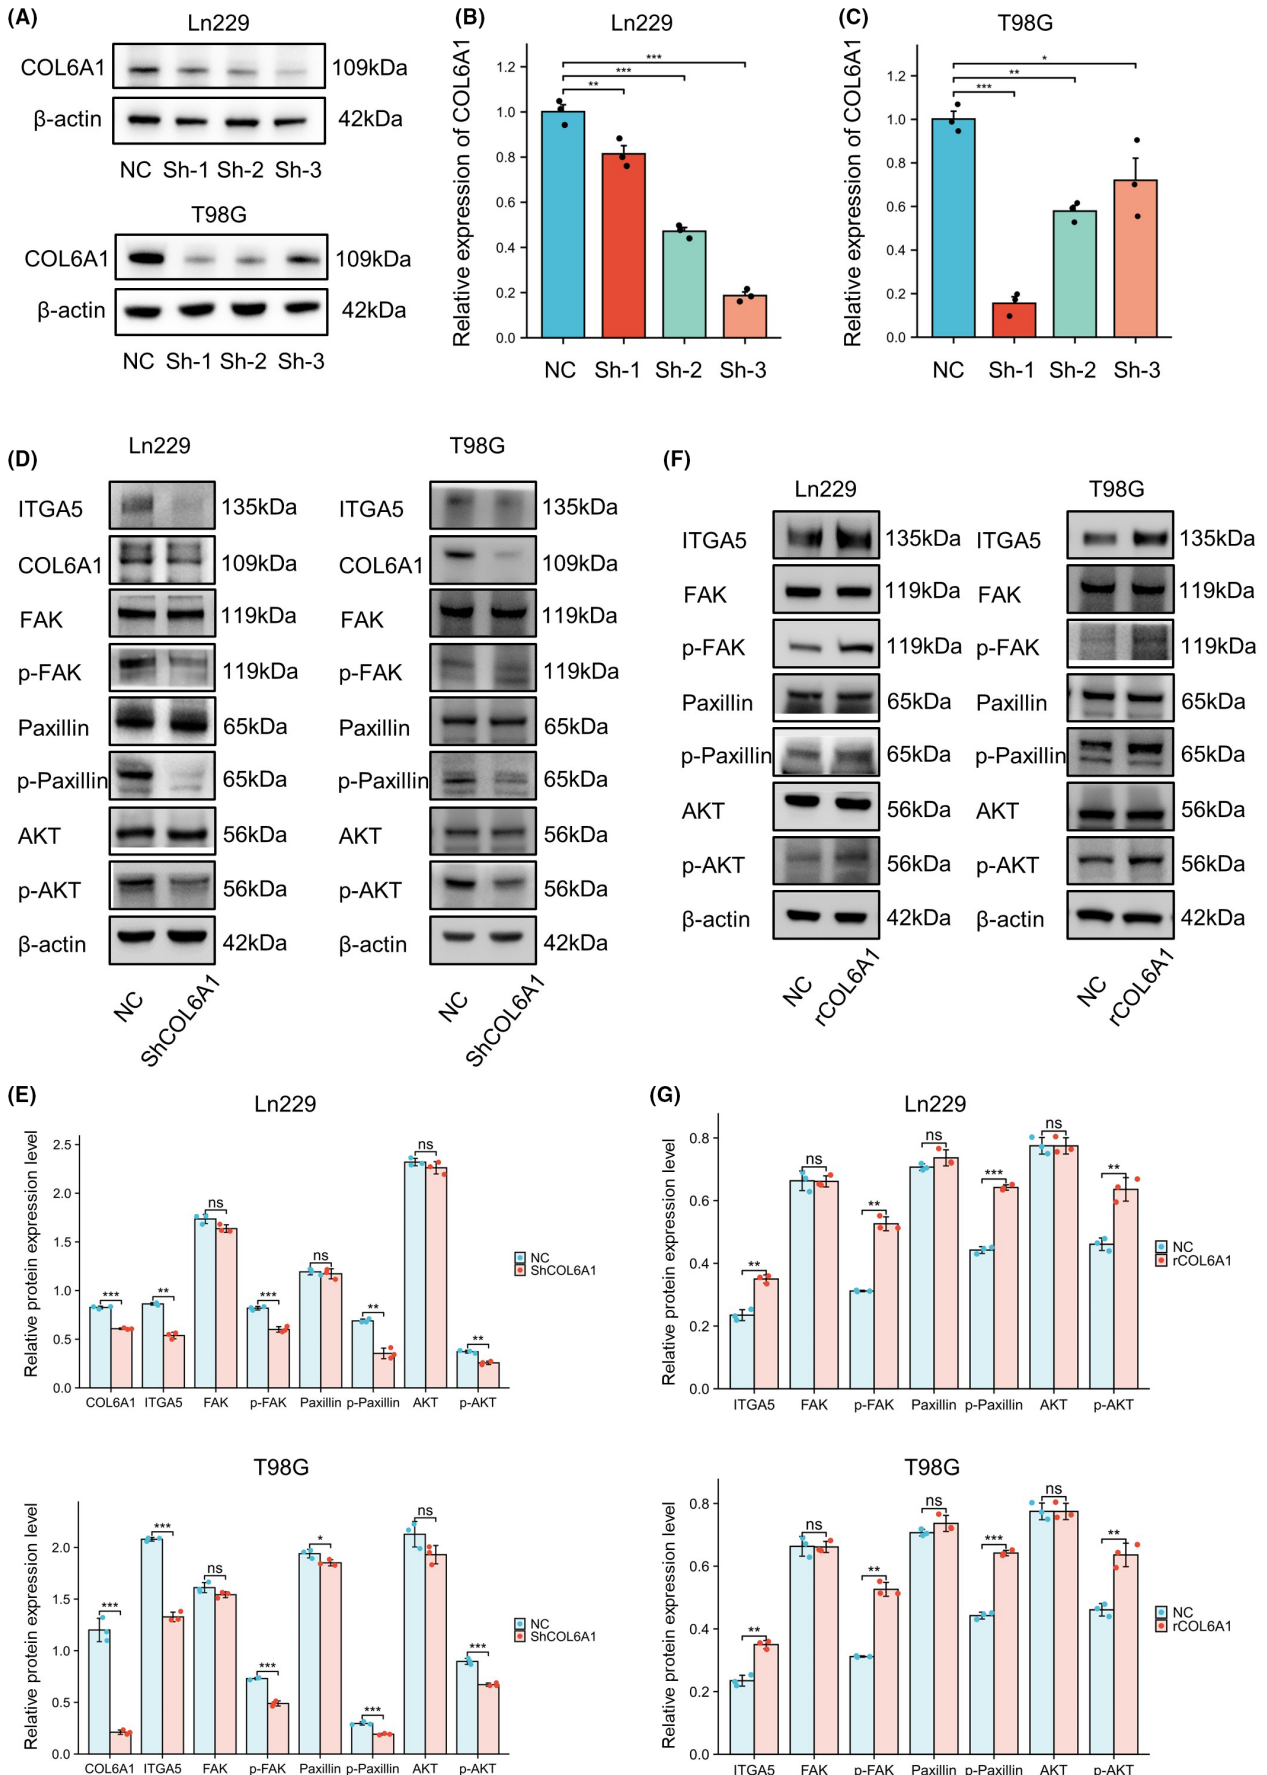 (A)
Ln229
COL6A1
109kDa
β-actin
42kDa
NC Sh-1 Sh-2 Sh-3
T98G
COL6A1
109kDa
β-actin
42kDa
NC Sh-1 Sh-2 Sh-3
(B)
Ln229
Relative expression of COL6A1
1.2
1.0
0.8
0.6
0.4
0.2
0.0
***
***
**
NC Sh-1 Sh-2 Sh-3
(C)
T98G
Relative expression of COL6A1
1.2
1.0
0.8
0.6
0.4
0.2
0.0
*
**
***
NC Sh-1 Sh-2 Sh-3
(D)
Ln229
ITGA5 135kDa
COL6A1 109kDa
FAK 119kDa
p-FAK 119kDa
Paxillin 65kDa
p-Paxillin 65kDa
AKT 56kDa
p-AKT 56kDa
β-actin 42kDa
NC
ShCOL6A1
T98G
ITGA5 135kDa
COL6A1 109kDa
FAK 119kDa
p-FAK 119kDa
Paxillin 65kDa
p-Paxillin 65kDa
AKT 56kDa
p-AKT 56kDa
β-actin 42kDa
NC
ShCOL6A1
(F)
Ln229
ITGA5 135kDa
FAK 119kDa
p-FAK 119kDa
Paxillin 65kDa
p-Paxillin 65kDa
AKT 56kDa
p-AKT 56kDa
β-actin 42kDa
NC
rCOL6A1
T98G
ITGA5 135kDa
FAK 119kDa
p-FAK 119kDa
Paxillin 65kDa
p-Paxillin 65kDa
AKT 56kDa
p-AKT 56kDa
β-actin 42kDa
NC
rCOL6A1
(E)
Ln229
Relative protein expression level
2.5
2.0
1.5
1.0
0.5
0.0
*** ** ns *** ns ** ns **
COL6A1 ITGA5 FAK p-FAK Paxillin p-Paxillin AKT p-AKT
NC
ShCOL6A1
T98G
Relative protein expression level
2.0
1.5
1.0
0.5
0.0
*** *** ns *** * *** ns ***
COL6A1 ITGA5 FAK p-FAK Paxillin p-Paxillin AKT p-AKT
NC
ShCOL6A1
(G)
Ln229
Relative protein expression level
0.8
0.6
0.4
0.2
0.0
** ns ** ns *** ns **
ITGA5 FAK p-FAK Paxillin p-Paxillin AKT p-AKT
NC
rCOL6A1
T98G
Relative protein expression level
0.8
0.6
0.4
0.2
0.0
** ns ** ns *** ns **
ITGA5 FAK p-FAK Paxillin p-Paxillin AKT p-AKT
NC
rCOL6A1